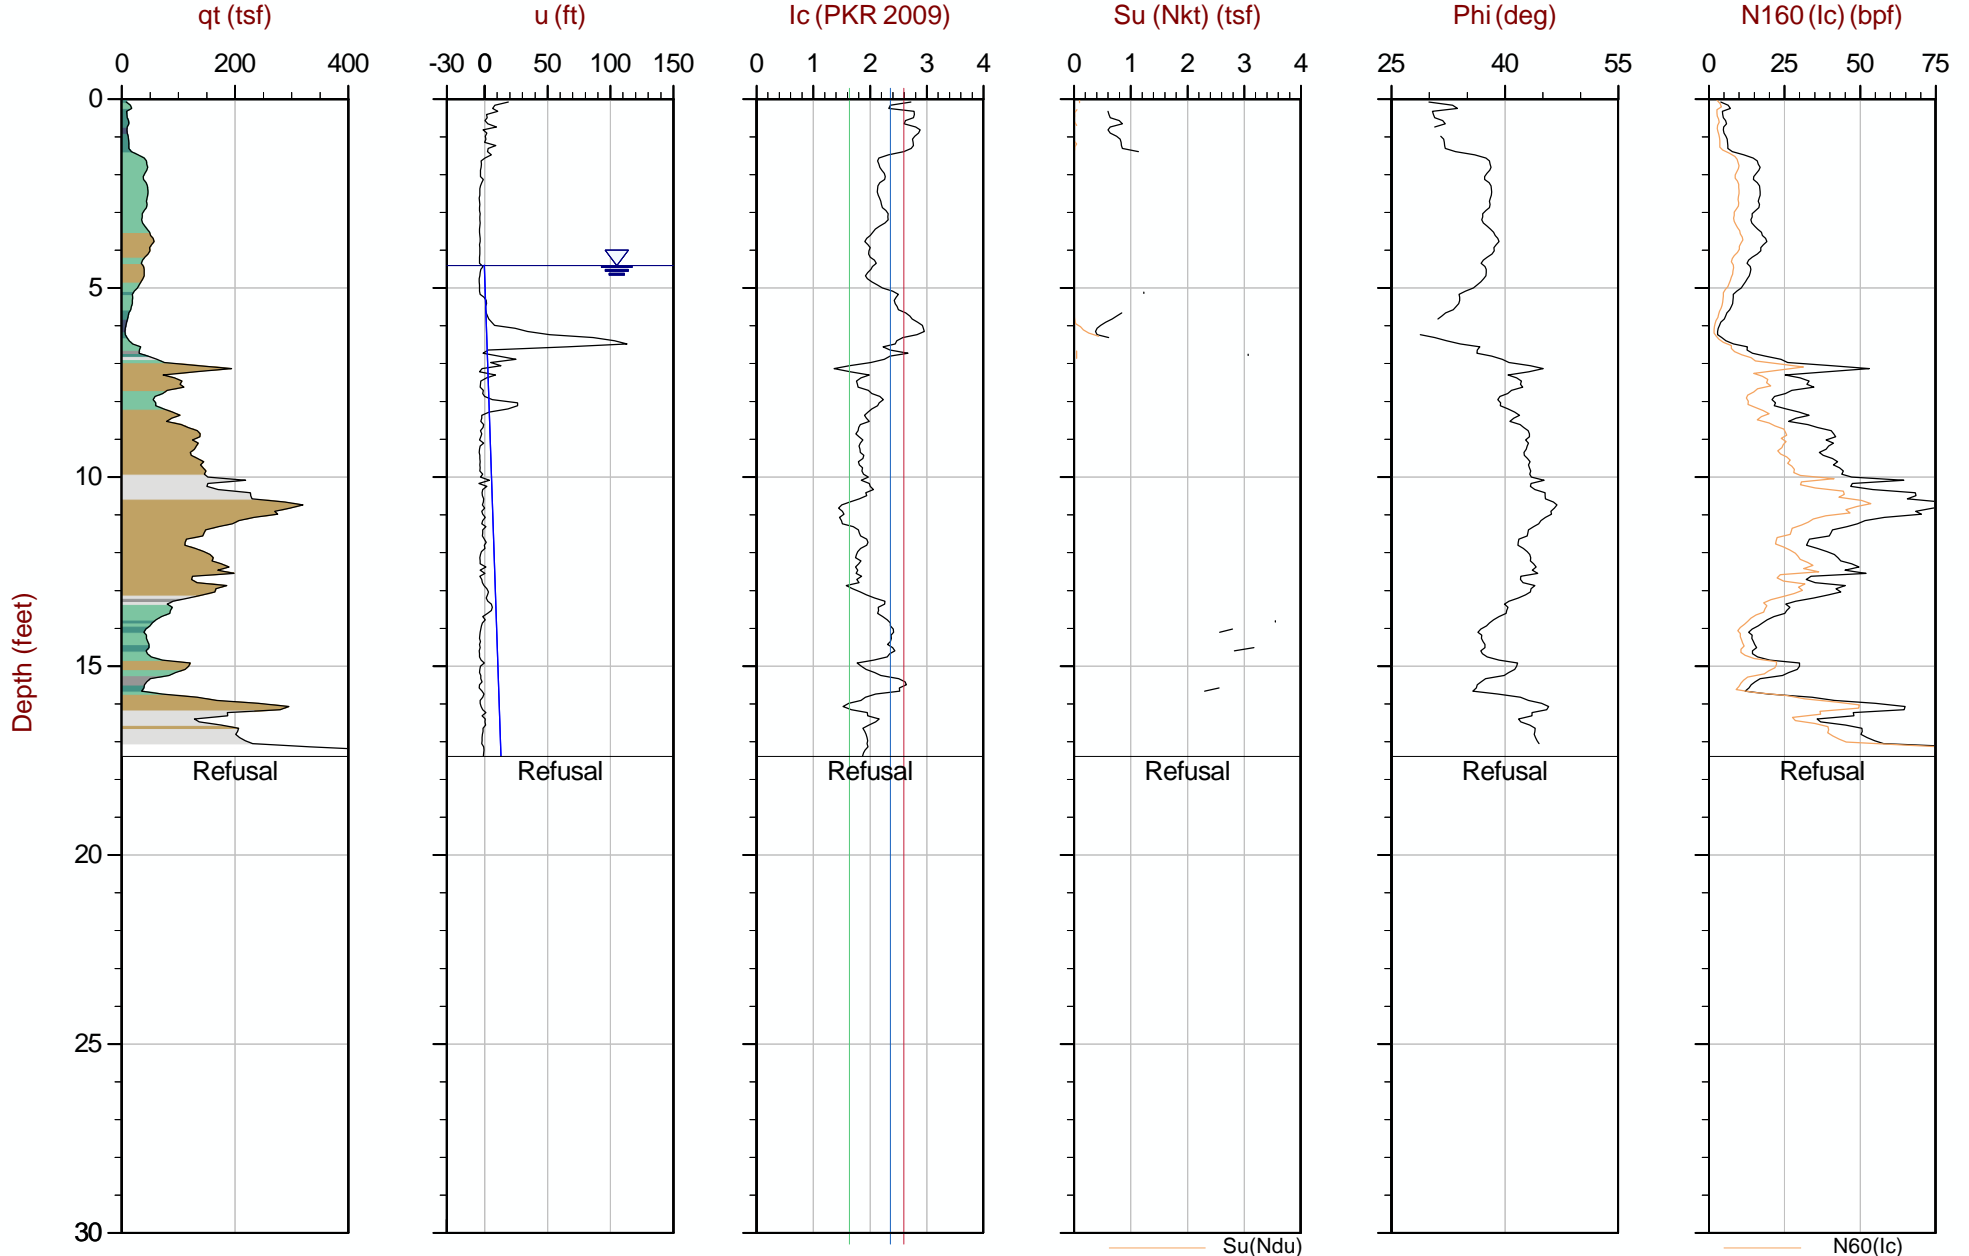 qt (tsf) u (ft) Ic (PKR 2009) Su (Nkt) (tsf) Phi (deg) N160 (Ic) (bpf)
0 200 400 -30 0 50 100 150 0 1 2 3 4 0 1 2 3 4 25 40 55 0 25 50 75
0
5
10
15
Depth (feet)
Refusal Refusal Refusal Refusal Refusal Refusal
20
25
30
Su(Ndu) N60(Ic)